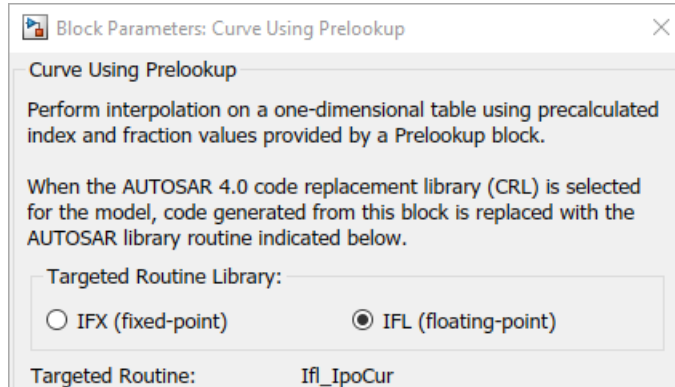 Block Parameters: Curve Using Prelookup
Curve Using Prelookup
Perform interpolation on a one-dimensional table using precalculated
index and fraction values provided by a Prelookup block.
When the AUTOSAR 4.0 code replacement library (CRL) is selected
for the model, code generated from this block is replaced with the
AUTOSAR library routine indicated below.
Targeted Routine Library:
IFX (fixed-point) IFL (floating-point)
Targeted Routine: Ifl_IpoCur